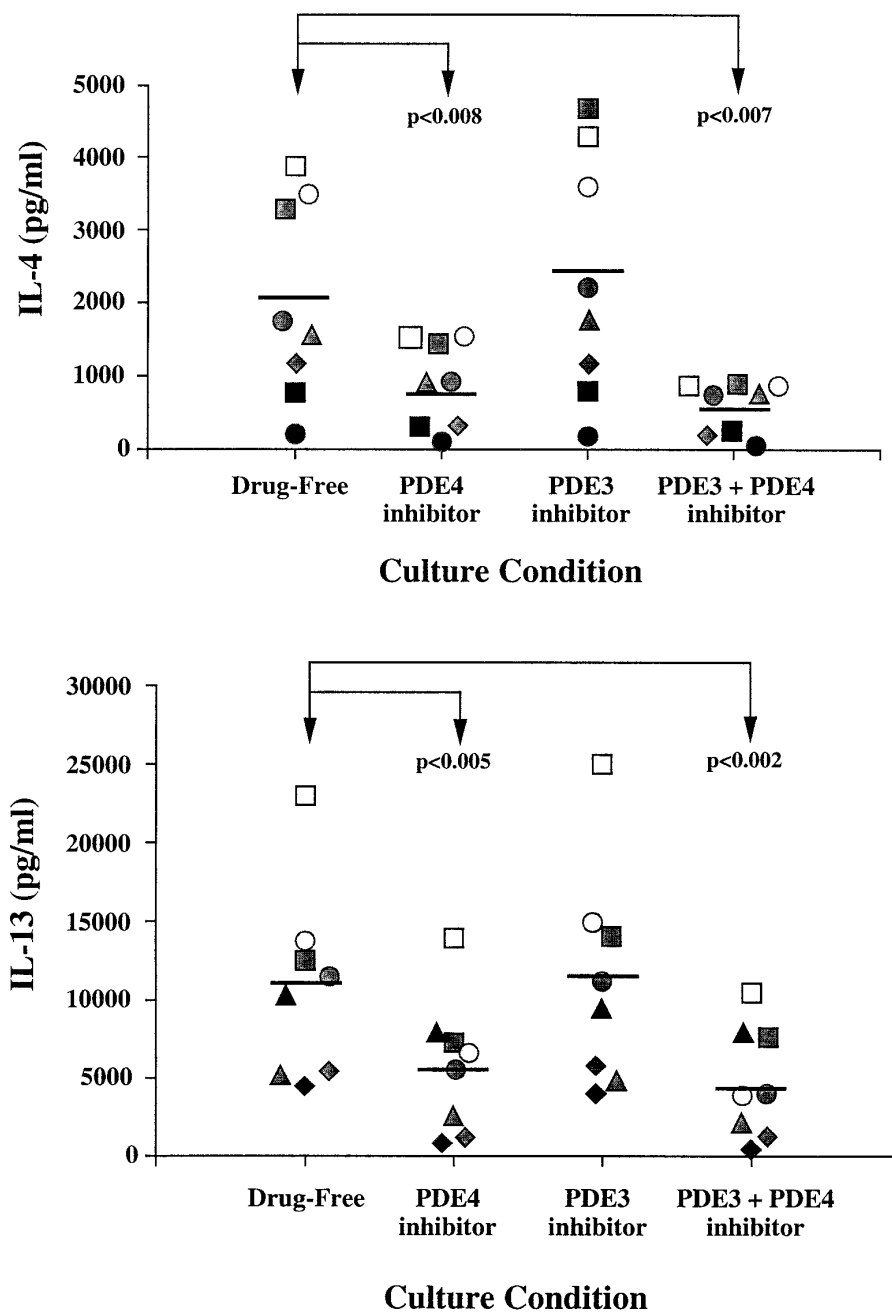 5000
p<0.008
p<0.007
4000
3000
2000
1000
0
IL-4 (pg/ml)
Drug-Free
PDE4
inhibitor
PDE3
inhibitor
PDE3 + PDE4
inhibitor
Culture Condition
30000
25000
p<0.005
p<0.002
20000
15000
10000
5000
0
IL-13 (pg/ml)
Drug-Free
PDE4
inhibitor
PDE3
inhibitor
PDE3 + PDE4
inhibitor
Culture Condition